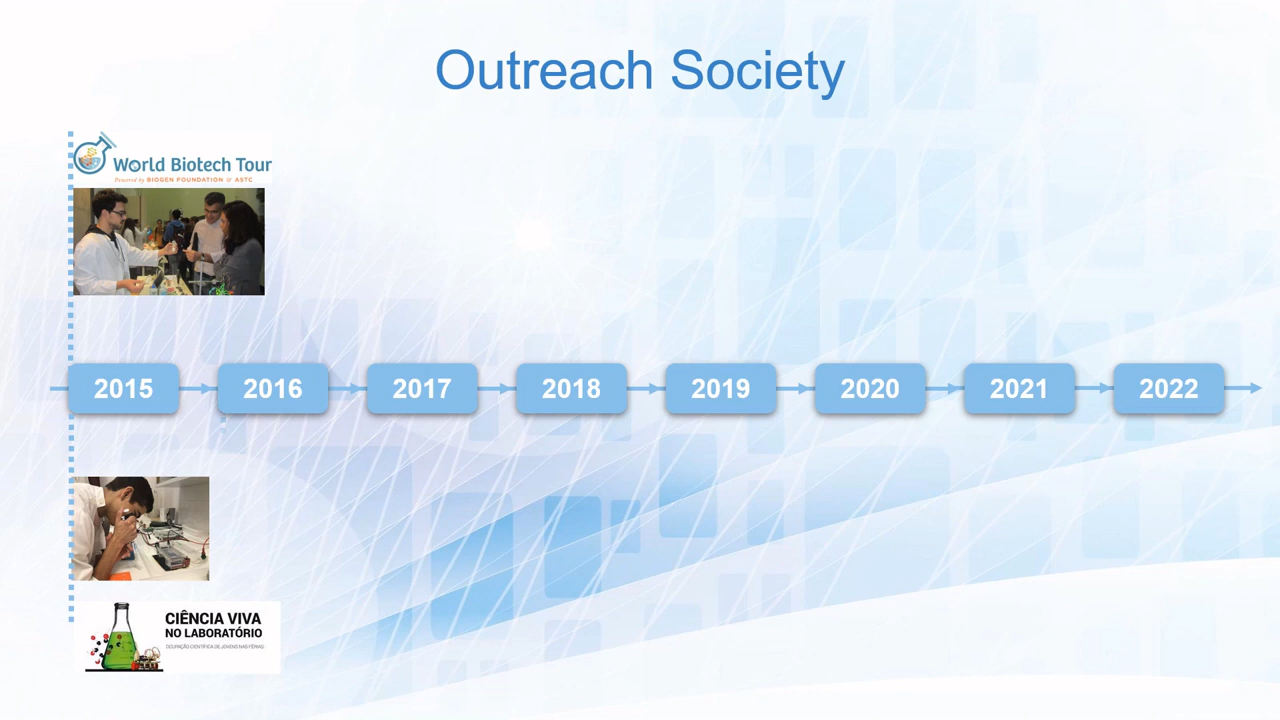 Outreach Society
World Biotech Tour
Powered by BIOGEN FOUNDATION & ASTC
2015 2016 2017 2018 2019 2020 2021 2022
CIÊNCIA VIVA
NO LABORATÓRIO
OCUPAÇÃO CIENTÍFICA DE JOVENS NAS FÉRIAS